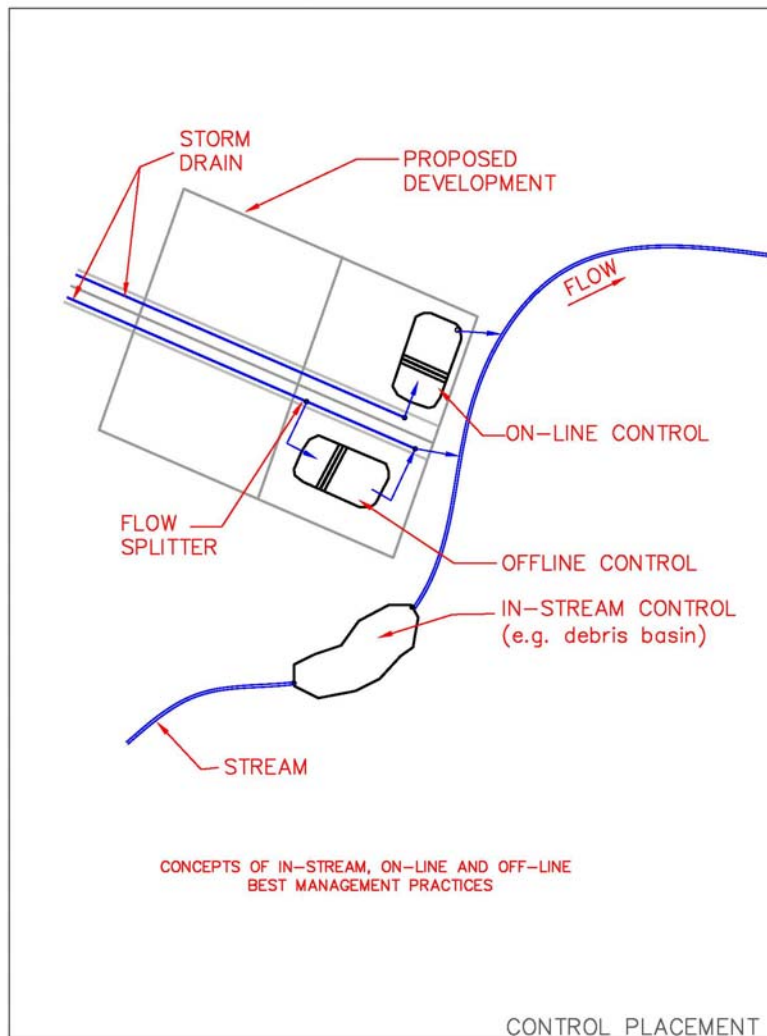 STORM
DRAIN
PROPOSED
DEVELOPMENT
FLOW
ON-LINE CONTROL
FLOW
SPLITTER
OFFLINE CONTROL
IN-STREAM CONTROL
(e.g. debris basin)
STREAM
CONCEPTS OF IN-STREAM, ON-LINE AND OFF-LINE
BEST MANAGEMENT PRACTICES
CONTROL PLACEMENT